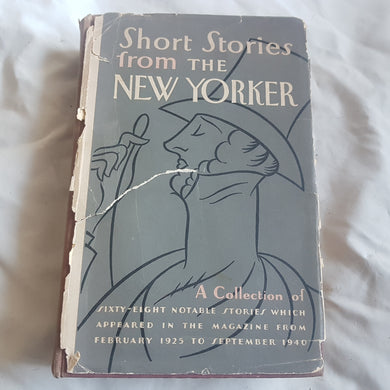 Short Stories
from THE
NEW YORKER
A Collection of
SIXTY-EIGHT NOTABLE STORIES WHICH
APPEARED IN THE MAGAZINE FROM
FEBRUARY 1925 TO SEPTEMBER 1940